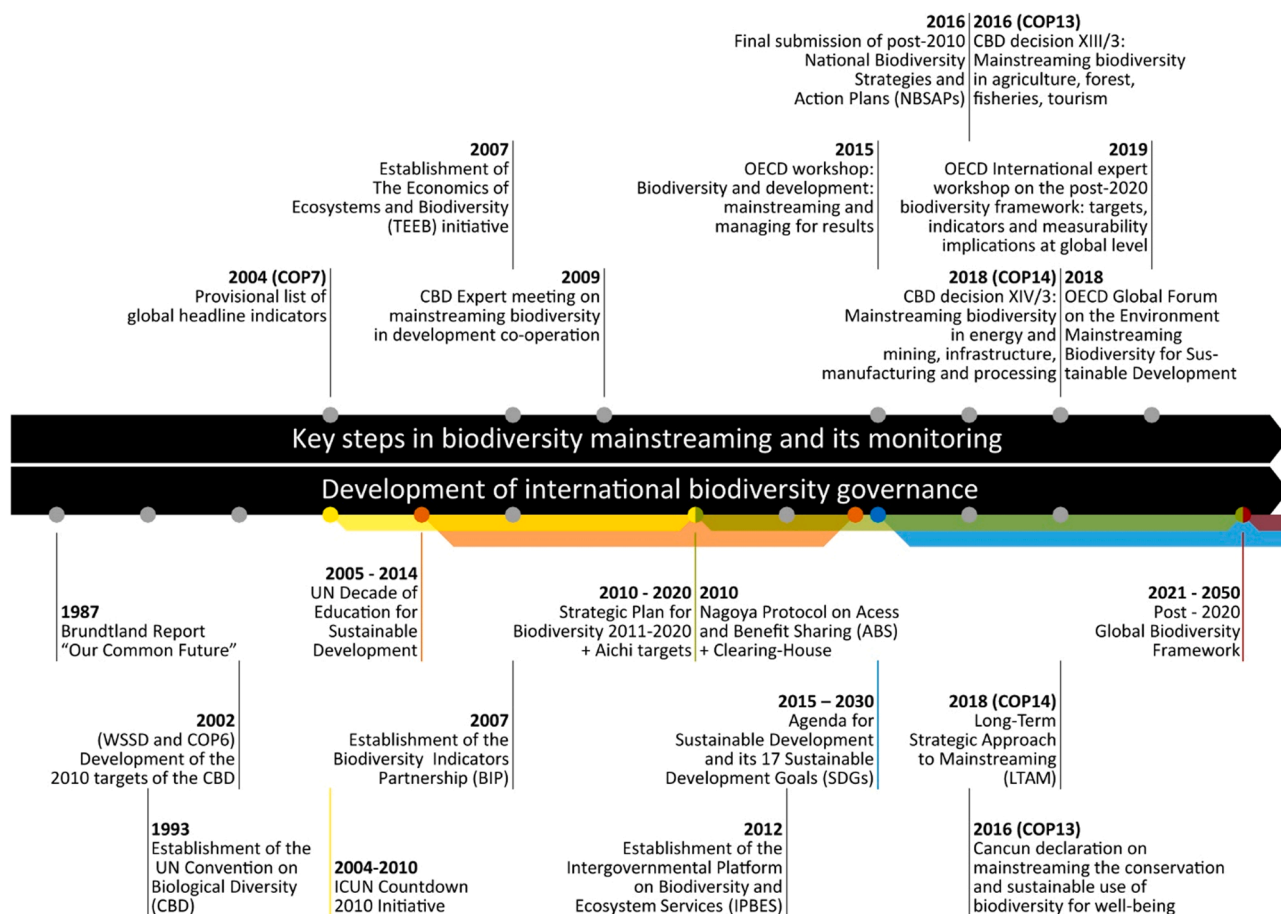 2016
Final submission of post-2010
National Biodiversity
Strategies and
Action Plans (NBSAPs)
2016 (COP13)
CBD decision XIII/3:
Mainstreaming biodiversity
in agriculture, forest,
fisheries, tourism
2007
Establishment of
The Economics of
Ecosystems and Biodiversity
(TEEB) initiative
2015
OECD workshop:
Biodiversity and development:
mainstreaming and
managing for results
2019
OECD International expert
workshop on the post-2020
biodiversity framework: targets,
indicators and measurability
implications at global level
2004 (COP7)
Provisional list of
global headline indicators
2009
CBD Expert meeting on
mainstreaming biodiversity
in development co-operation
2018 (COP14)
CBD decision XIV/3:
Mainstreaming biodiversity
in energy and
mining, infrastructure,
manufacturing and processing
2018
OECD Global Forum
on the Environment
Mainstreaming
Biodiversity for Sus-
tainable Development
Key steps in biodiversity mainstreaming and its monitoring
Development of international biodiversity governance
1987
Brundtland Report
“Our Common Future”
2005 - 2014
UN Decade of
Education for
Sustainable
Development
2010 - 2020
Strategic Plan for
Biodiversity 2011-2020
+ Aichi targets
2010
Nagoya Protocol on Acess
and Benefit Sharing (ABS)
+ Clearing-House
2021 - 2050
Post - 2020
Global Biodiversity
Framework
2002
(WSSD and COP6)
Development of the
2010 targets of the CBD
2007
Establishment of the
Biodiversity Indicators
Partnership (BIP)
2015 – 2030
Agenda for
Sustainable Development
and its 17 Sustainable
Development Goals (SDGs)
2018 (COP14)
Long-Term
Strategic Approach
to Mainstreaming
(LTAM)
1993
Establishment of the
UN Convention on
Biological Diversity
(CBD)
2004-2010
ICUN Countdown
2010 Initiative
2012
Establishment of the
Intergovernmental Platform
on Biodiversity and
Ecosystem Services (IPBES)
2016 (COP13)
Cancun declaration on
mainstreaming the conservation
and sustainable use of
biodiversity for well-being